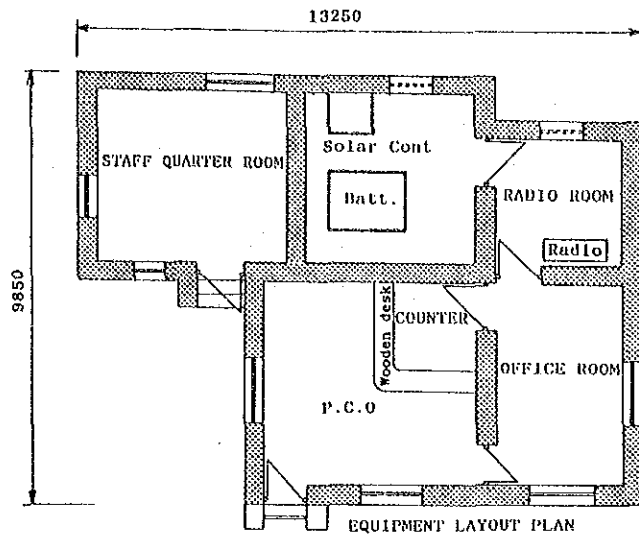 13250
9850
STAFF QUARTER ROOM
Solar Cont
Batt.
RADIO ROOM
Radio
Wooden desk
COUNTER
OFFICE ROOM
P.C.O
EQUIPMENT LAYOUT PLAN